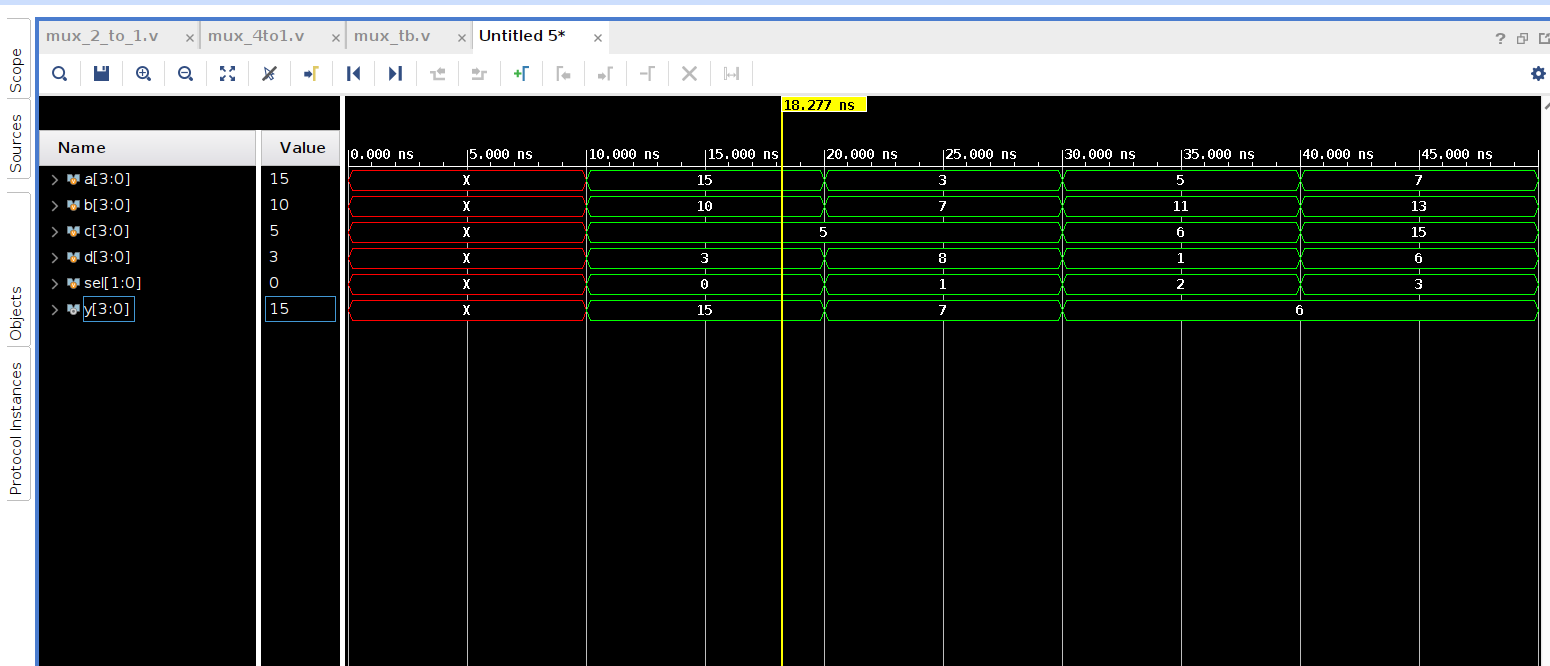 mux_2_to_1.v × mux_4to1.v × mux_tb.v × Untitled 5* ×
?
Scope
Sources
Objects
Protocol Instances
18.277 ns
Name Value
0.000 ns 5.000 ns 10.000 ns 15.000 ns 20.000 ns 25.000 ns 30.000 ns 35.000 ns 40.000 ns 45.000 ns
a[3:0] 15 X 15 3 5 7
b[3:0] 10 X 10 7 11 13
c[3:0] 5 X 5 6 15
d[3:0] 3 X 3 8 1 6
sel[1:0] 0 X 0 1 2 3
y[3:0] 15 X 15 7 6